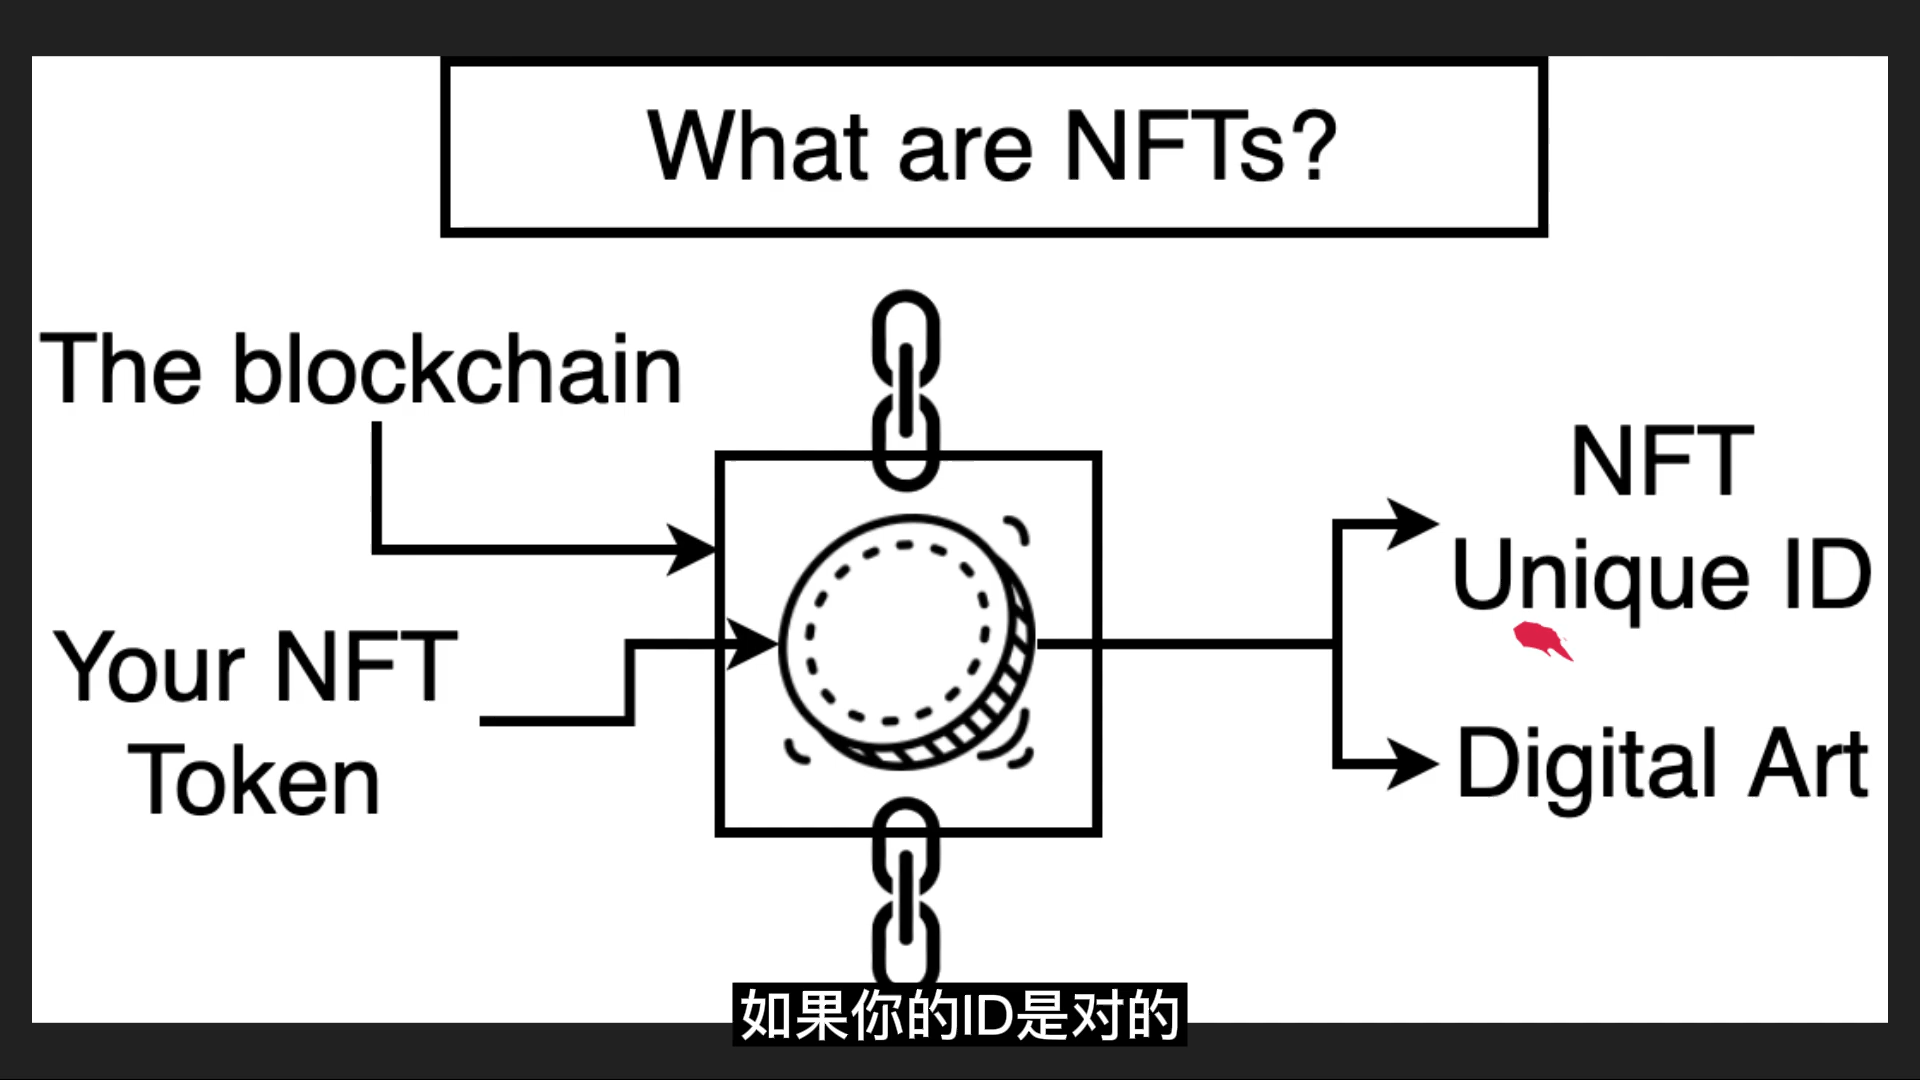 What are NFTs?
The blockchain
Your NFT
Token
NFT
Unique ID
Digital Art
如果你的ID是对的